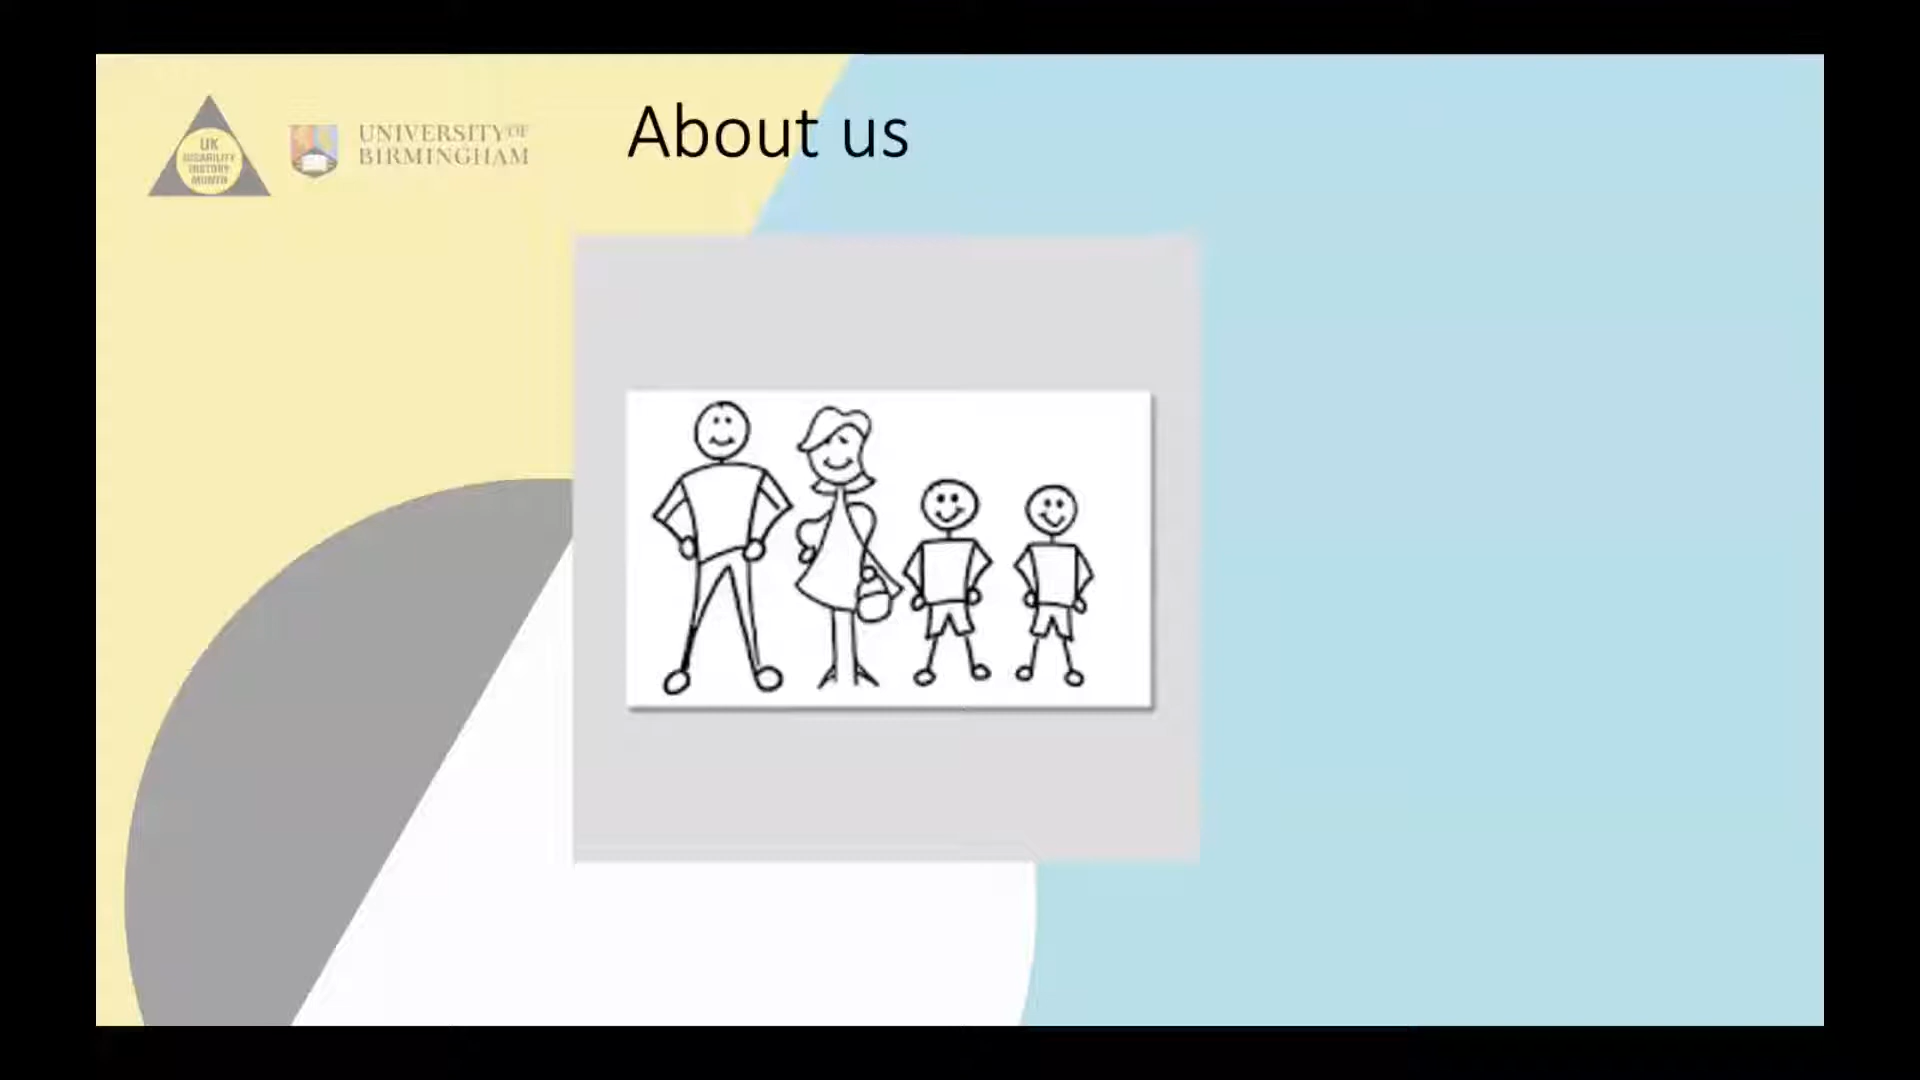 UK
DISABILITY
HISTORY
MONTH
UNIVERSITY OF
BIRMINGHAM
About us